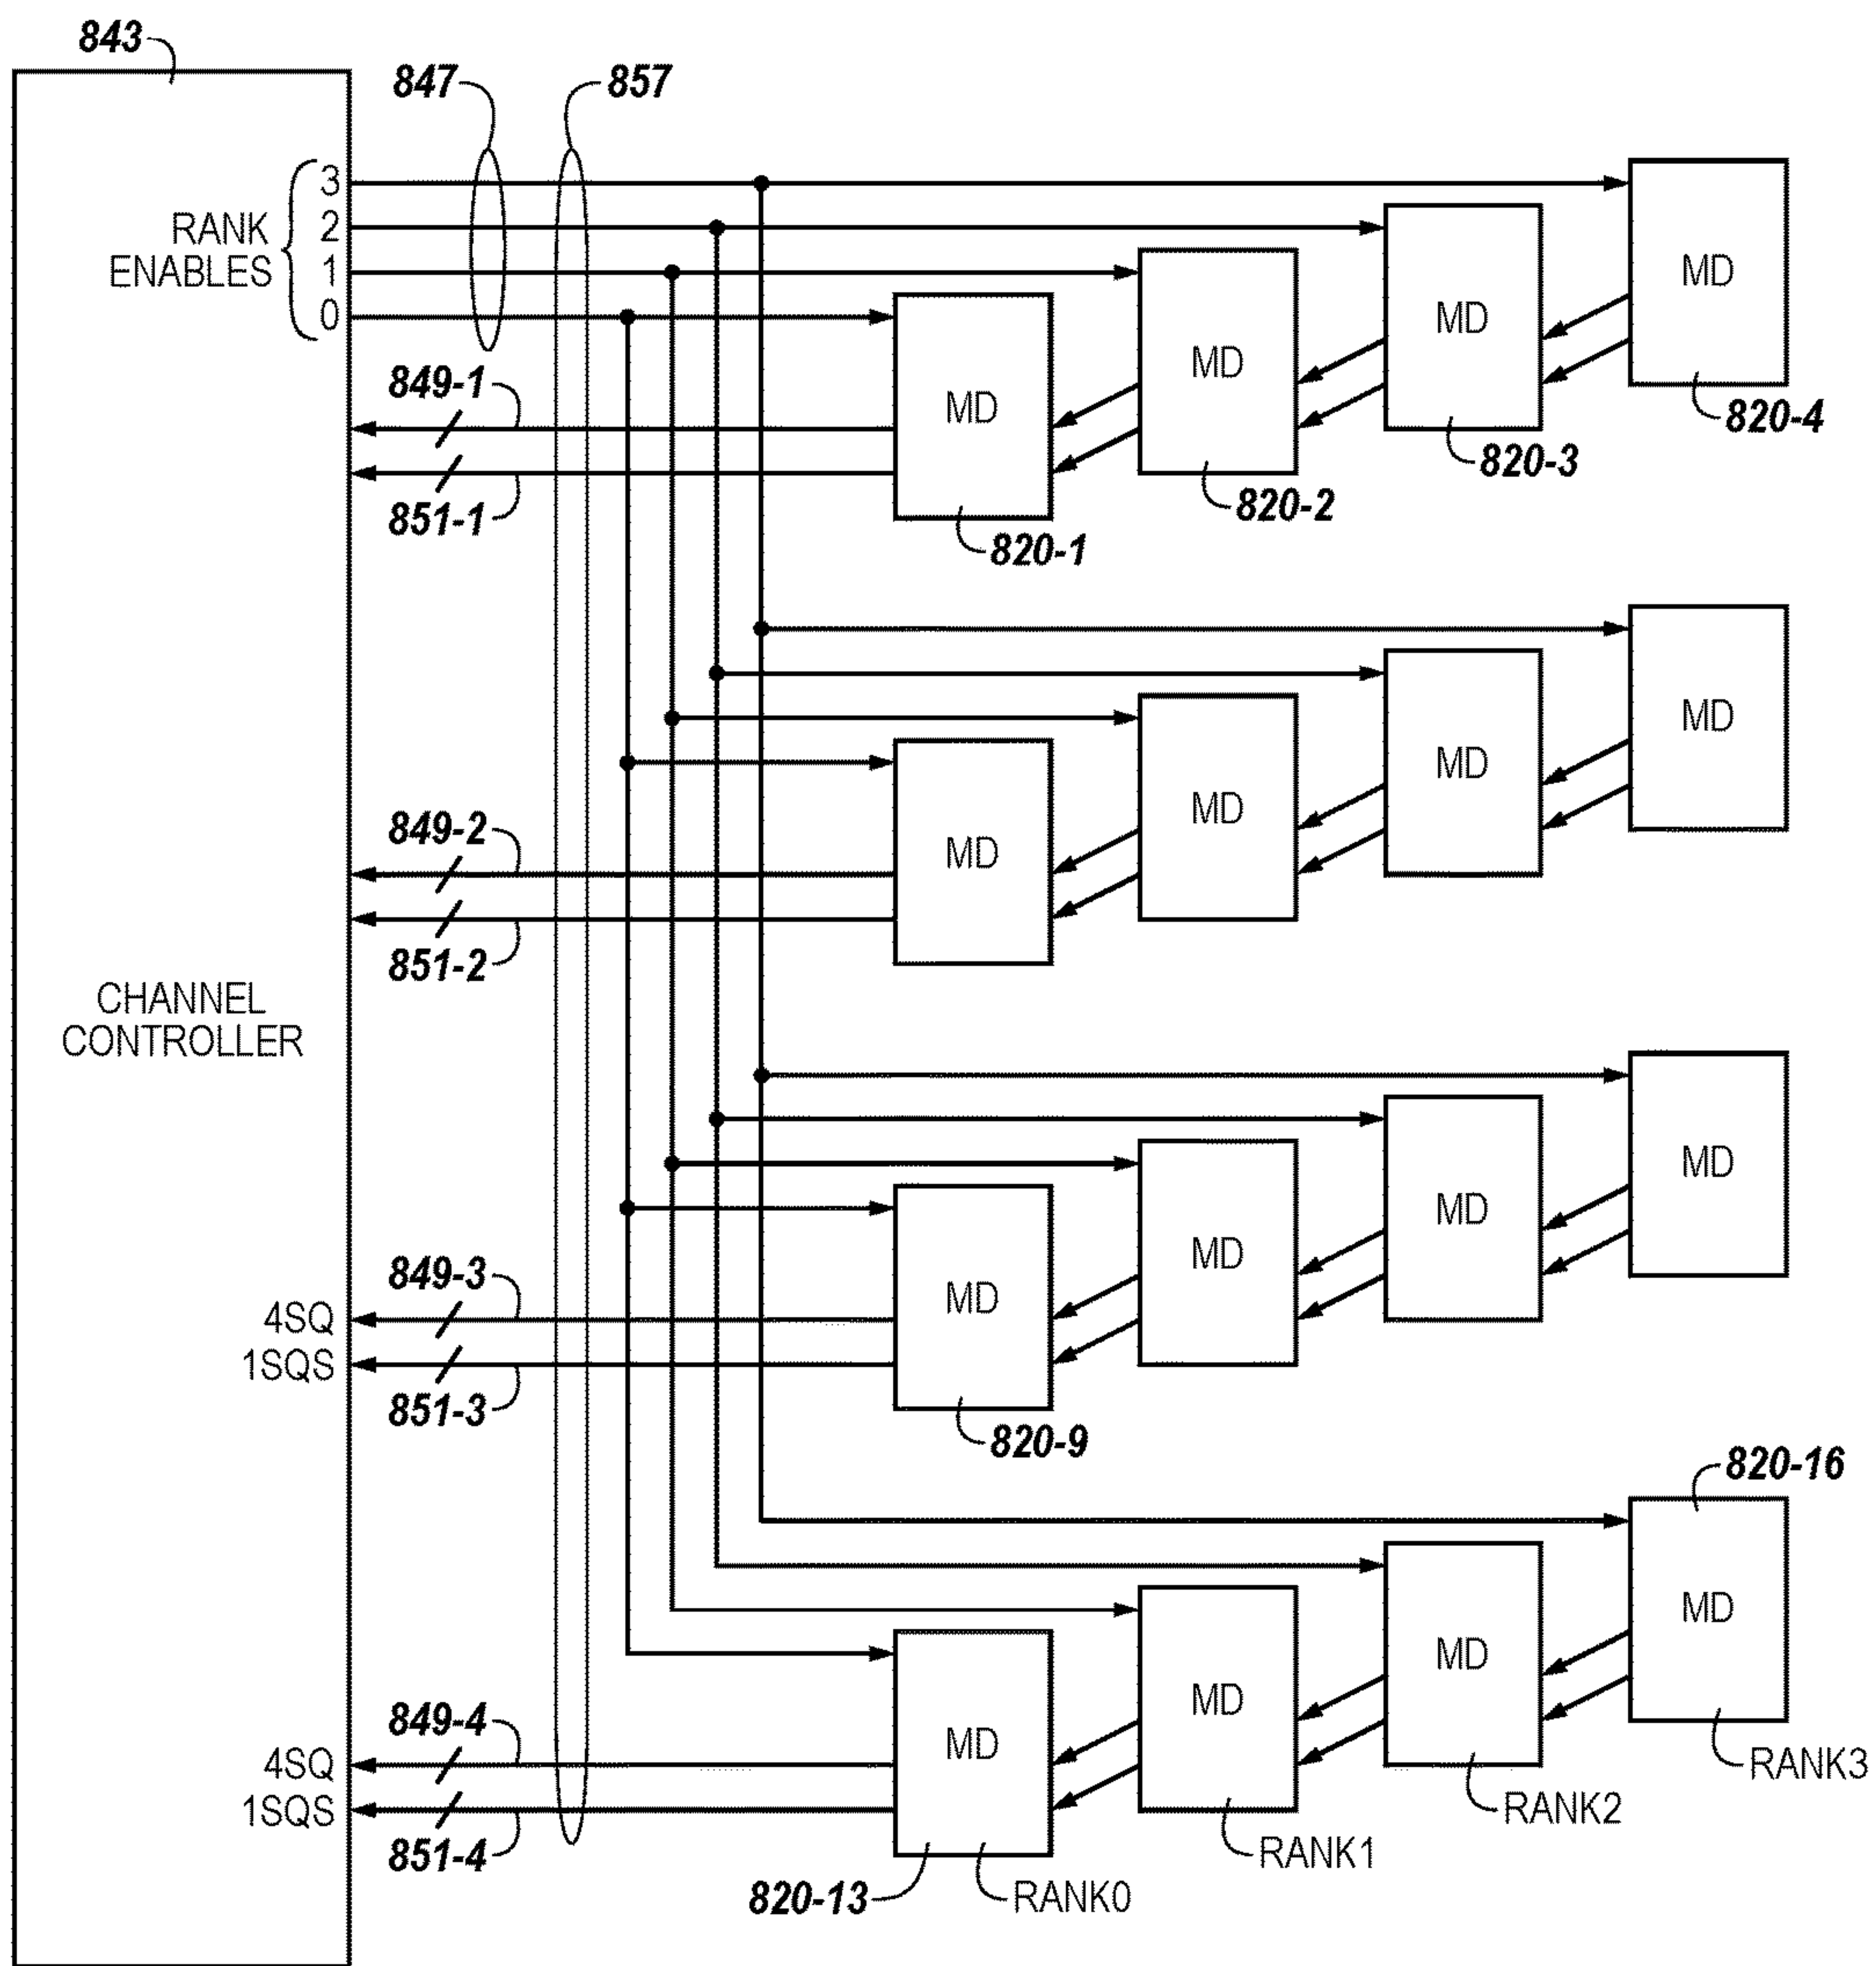 843
847
857
3
RANK
ENABLES
2
1
0
MD
MD
MD
MD
849-1
851-1
820-4
820-3
820-2
820-1
MD
MD
MD
MD
849-2
851-2
CHANNEL
CONTROLLER
MD
MD
MD
MD
4SQ
849-3
1SQS
851-3
820-9
820-16
MD
MD
MD
MD
4SQ
849-4
1SQS
851-4
RANK3
RANK2
RANK1
820-13
RANK0